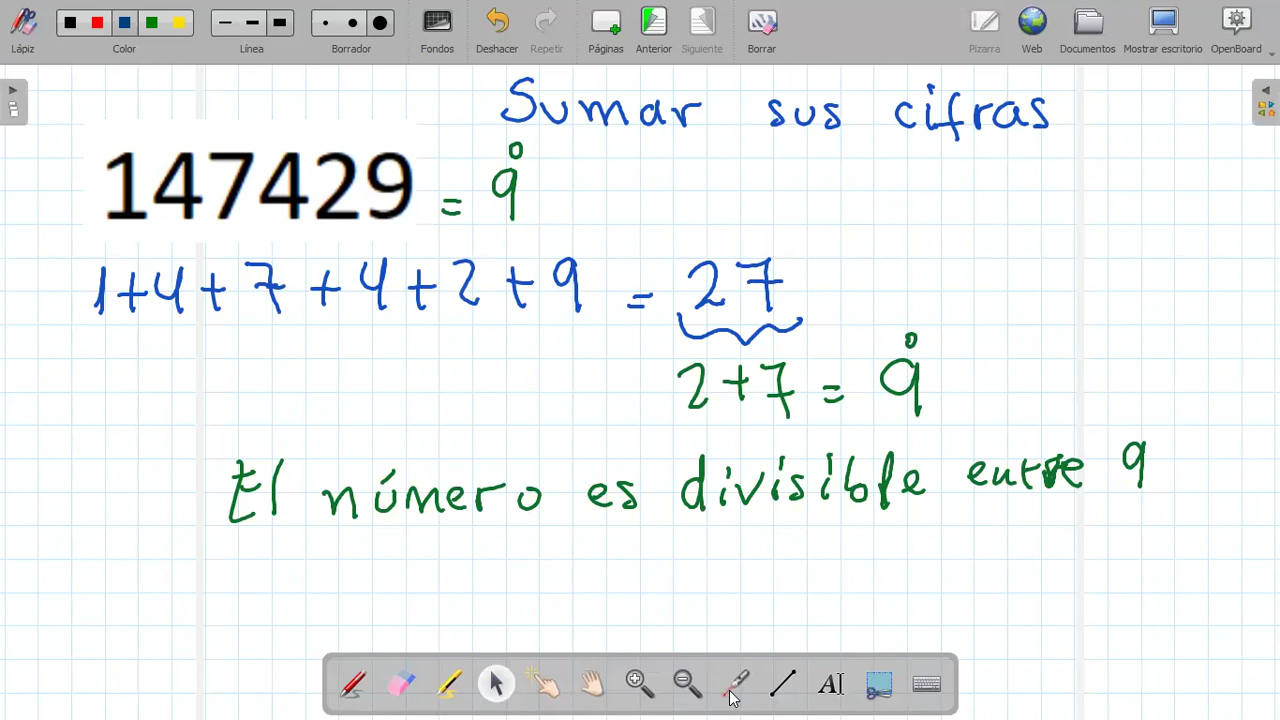 Lápiz Color Línea Borrador Fondos Deshacer Repetir Páginas Anterior Siguiente Borrar Pizarra Web Documentos Mostrar escritorio OpenBoard
Sumar sus cifras
147429 = 9̊
1+4+7+4+2+9 = 27
2+7 = 9̊
El número es divisible entre 9
AI